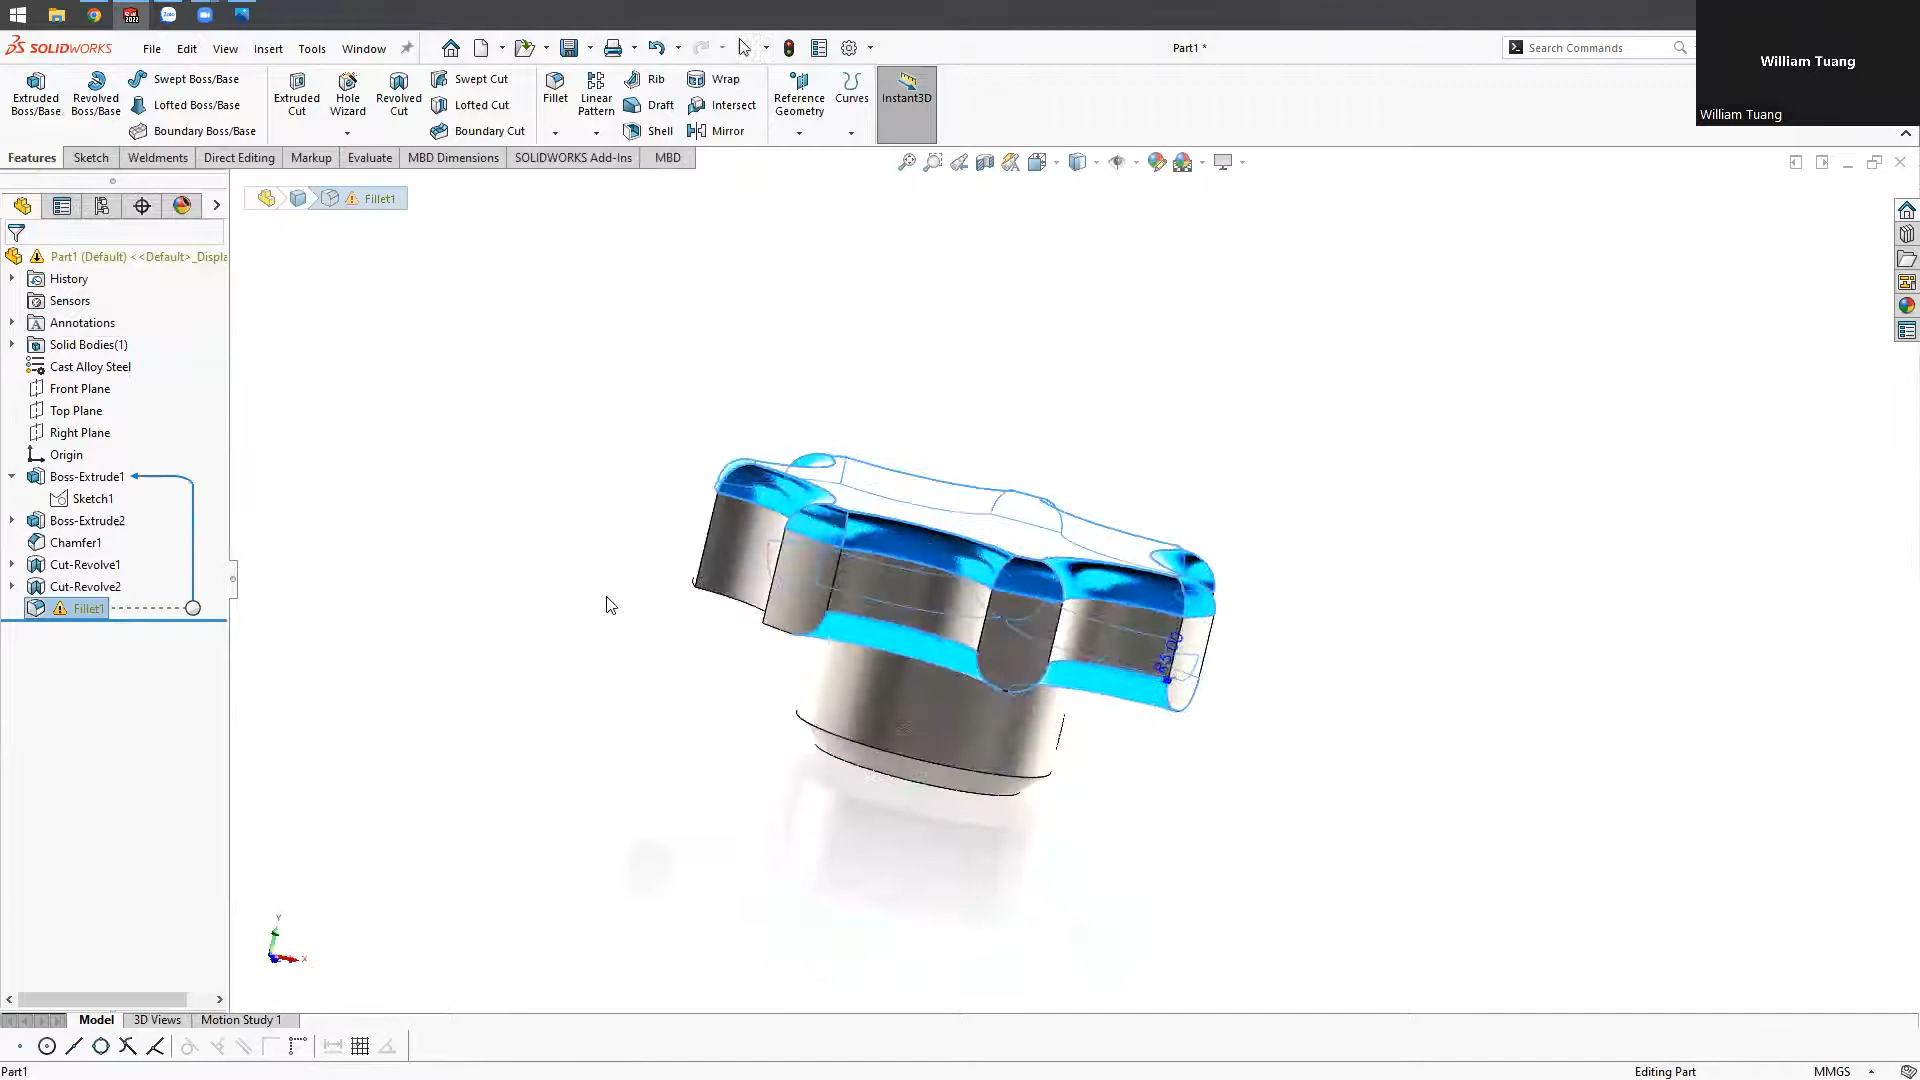 SOLIDWORKS File Edit View Insert Tools Window Part1 * Search Commands
William Tuang
William Tuang
Extruded Boss/Base
Revolved Boss/Base
Swept Boss/Base
Lofted Boss/Base
Boundary Boss/Base
Extruded Cut
Hole Wizard
Revolved Cut
Swept Cut
Lofted Cut
Boundary Cut
Fillet
Linear Pattern
Rib
Draft
Shell
Wrap
Intersect
Mirror
Reference Geometry
Curves
Instant3D
Features Sketch Weldments Direct Editing Markup Evaluate MBD Dimensions SOLIDWORKS Add-Ins MBD
Fillet1
Part1 (Default) <<Default>_Displa
History
Sensors
Annotations
Solid Bodies(1)
Cast Alloy Steel
Front Plane
Top Plane
Right Plane
Origin
Boss-Extrude1
Sketch1
Boss-Extrude2
Chamfer1
Cut-Revolve1
Cut-Revolve2
Fillet1
R5.00
Y
X
Model 3D Views Motion Study 1
Part1 Editing Part MMGS